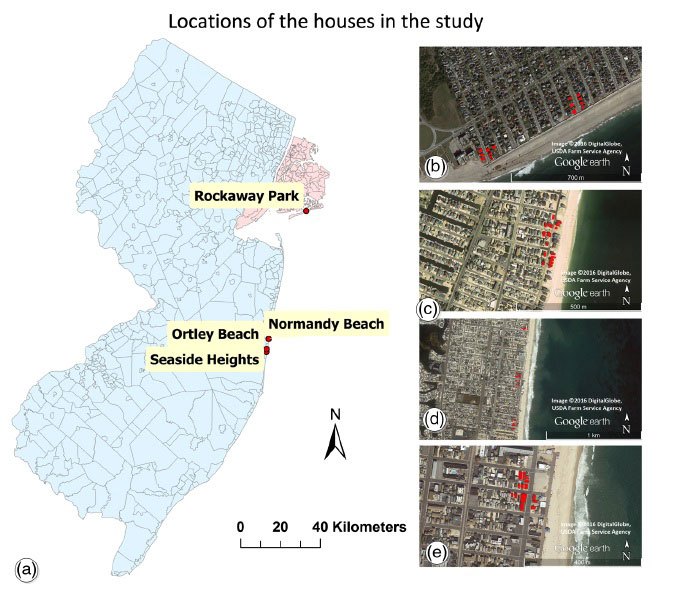 Locations of the houses in the study
Rockaway Park
Normandy Beach
Ortley Beach
Seaside Heights
N
0 20 40 Kilometers
(a)
Image ©2016 DigitalGlobe,
USDA Farm Service Agency
Google earth
N
700 m
(b)
Image ©2016 DigitalGlobe,
USDA Farm Service Agency
Google earth
N
500 m
(c)
Image ©2016 DigitalGlobe,
USDA Farm Service Agency
Google earth
N
1 km
(d)
Image ©2016 DigitalGlobe,
USDA Farm Service Agency
Google earth
N
400 m
(e)